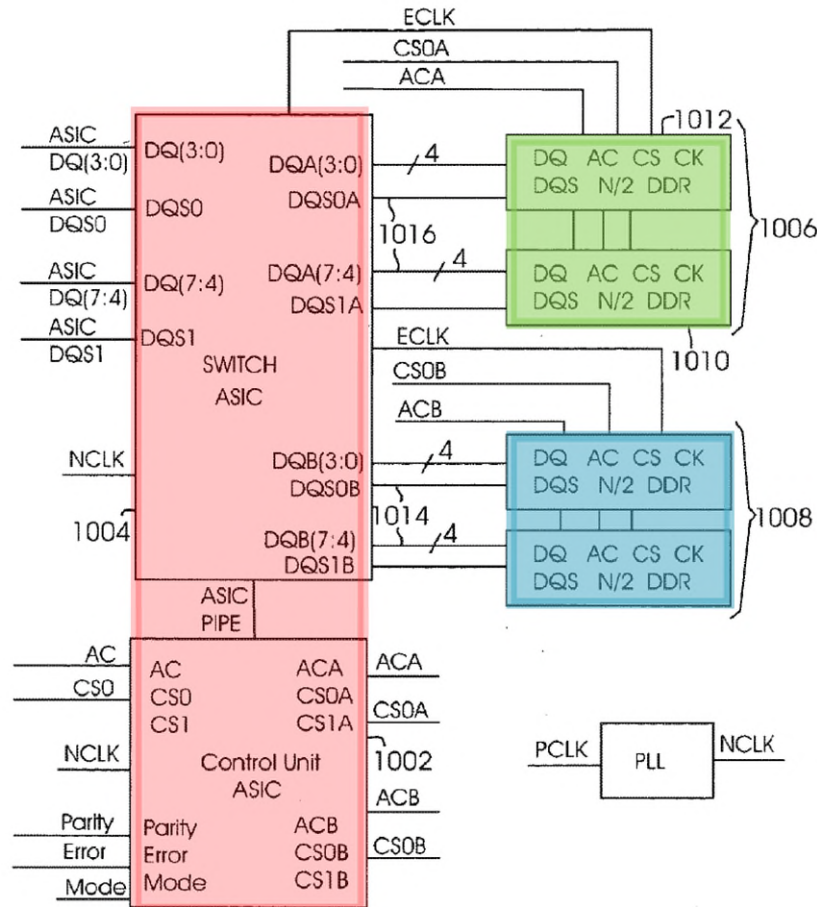 ECLK
CS0A
ACA
1012
ASIC
DQ(3:0)
DQ(3:0)
DQA(3:0)
4
DQ AC CS CK
DQS N/2 DDR
ASIC
DQS0
DQS0
DQS0A
1016
1006
ASIC
DQ(7:4)
DQ(7:4)
DQA(7:4)
4
DQ AC CS CK
DQS N/2 DDR
DQS1A
ASIC
DQS1
DQS1
ECLK
1010
SWITCH
ASIC
CS0B
ACB
NCLK
DQB(3:0)
4
DQ AC CS CK
DQS N/2 DDR
DQS0B
1004
1014
1008
DQB(7:4)
4
DQ AC CS CK
DQS N/2 DDR
DQS1B
ASIC
PIPE
AC
AC
ACA
ACA
CS0
CS0
CS0A
CS0A
CS1
CS1A
NCLK
Control Unit
ASIC
1002
PCLK
PLL
NCLK
ACB
Parity
Parity
ACB
Error
Error
CS0B
CS0B
Mode
Mode
CS1B